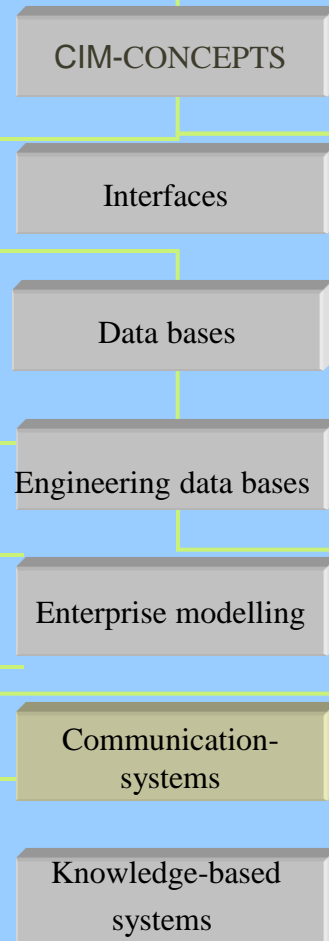 CIM-CONCEPTS
Interfaces
Data bases
Engineering data bases
Enterprise modelling
Communication-
systems
Knowledge-based
systems